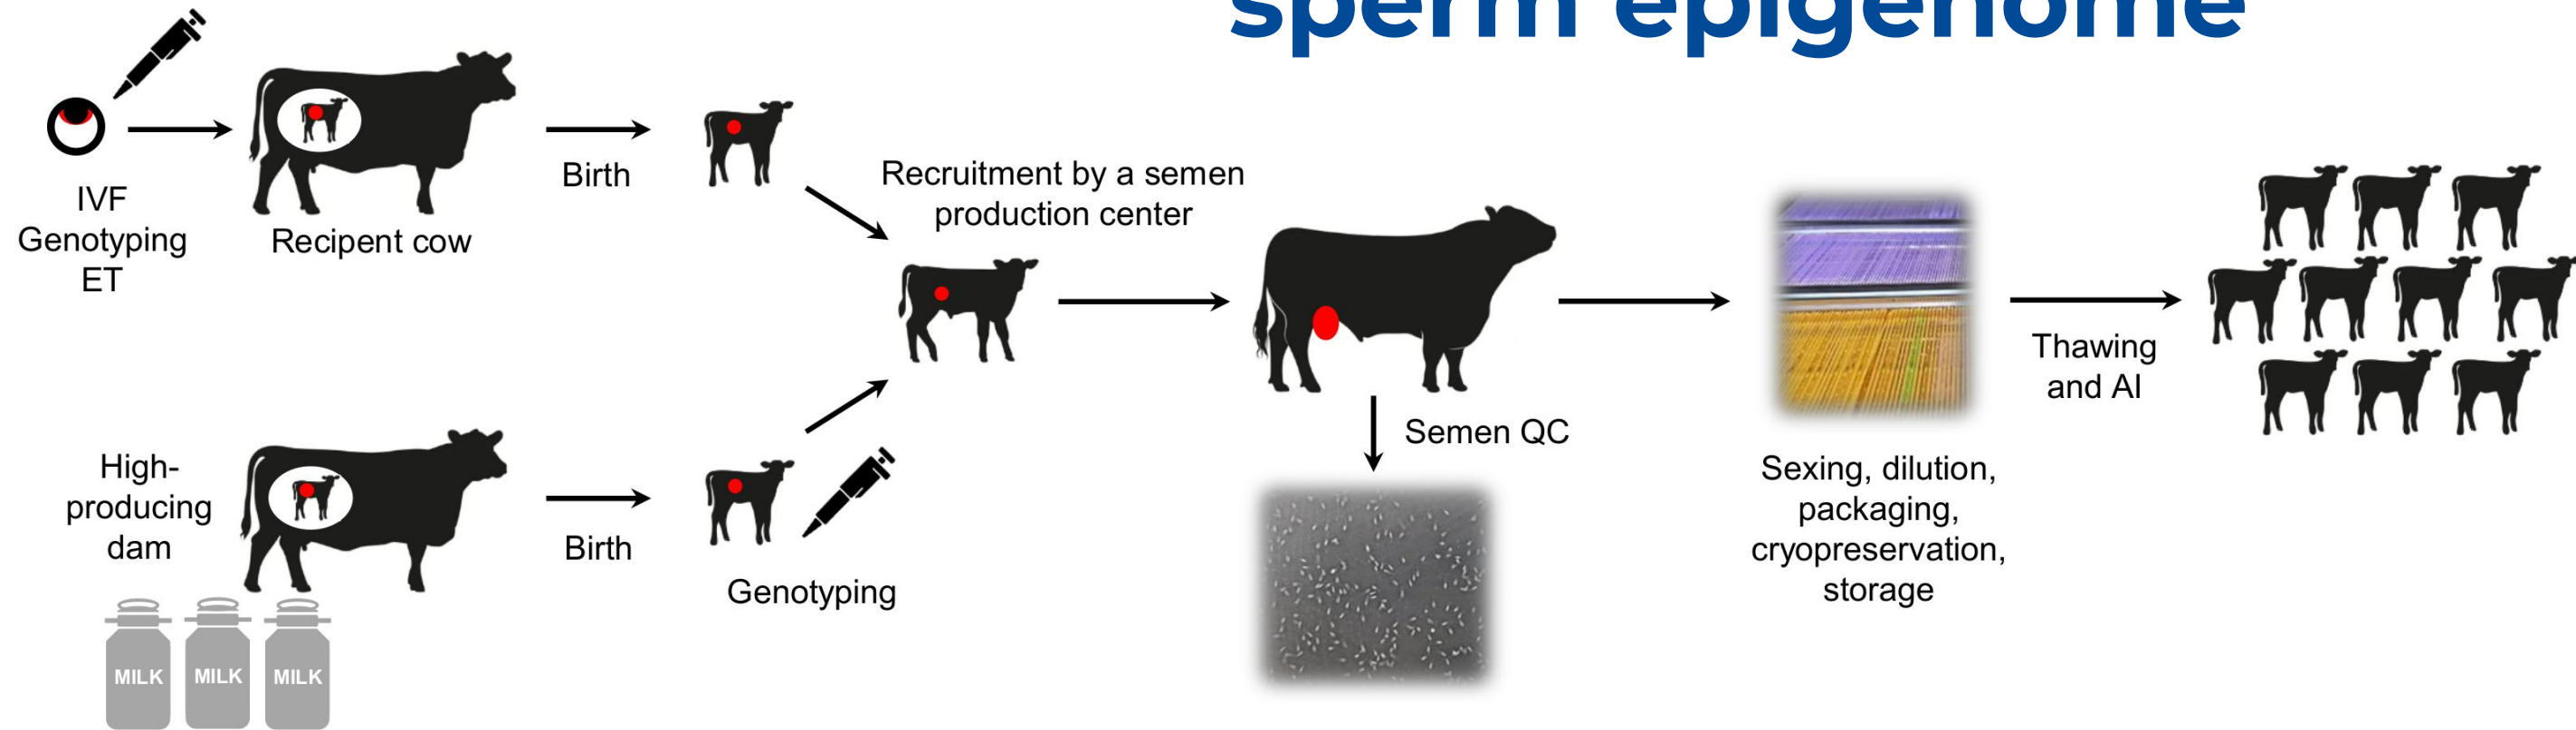 sperm epigenome
IVF
Genotyping
ET
Recipent cow
Birth
Recruitment by a semen
production center
High-
producing
dam
MILK
MILK
MILK
Birth
Genotyping
Semen QC
Sexing, dilution,
packaging,
cryopreservation,
storage
Thawing
and AI